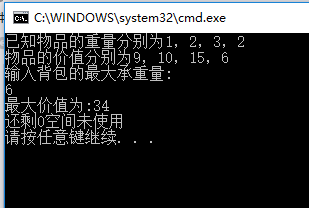 C:\WINDOWS\system32\cmd.exe
已知物品的重量分别为1，2，3，2
物品的价值分别为9，10，15，6
输入背包的最大承重量:
6
最大价值为:34
还剩0空间未使用
请按任意键继续. . .